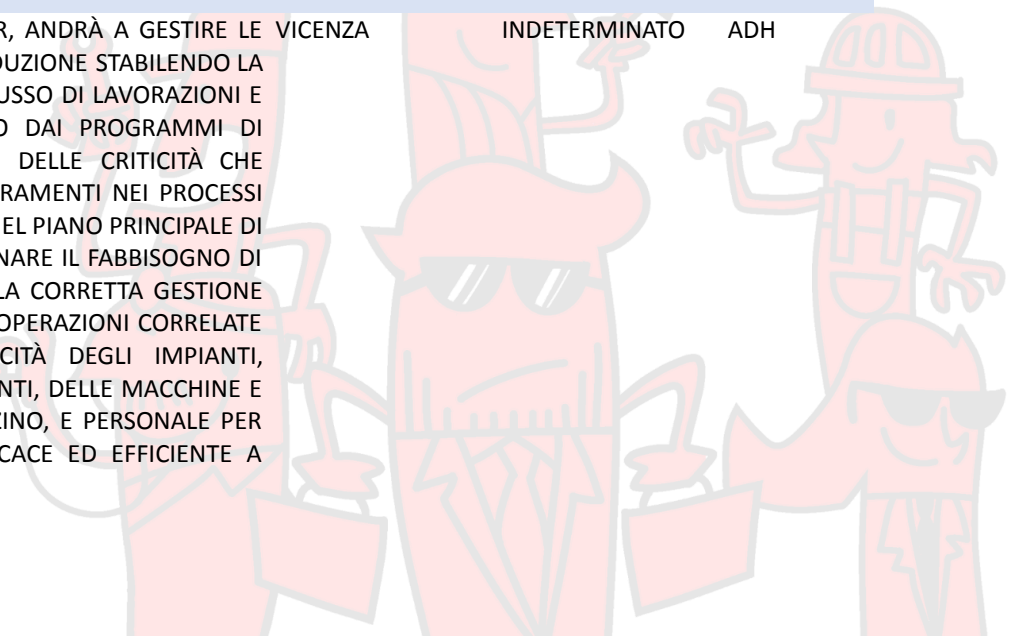 R, ANDRÀ A GESTIRE LE VICENZA INDETERMINATO ADH
DUZIONE STABILENDO LA
USSO DI LAVORAZIONI E
O DAI PROGRAMMI DI
DELLE CRITICITÀ CHE
RAMENTI NEI PROCESSI
EL PIANO PRINCIPALE DI
NARE IL FABBISOGNO DI
LA CORRETTA GESTIONE
OPERAZIONI CORRELATE
CITÀ DEGLI IMPIANTI,
NTI, DELLE MACCHINE E
ZINO, E PERSONALE PER
CACE ED EFFICIENTE A